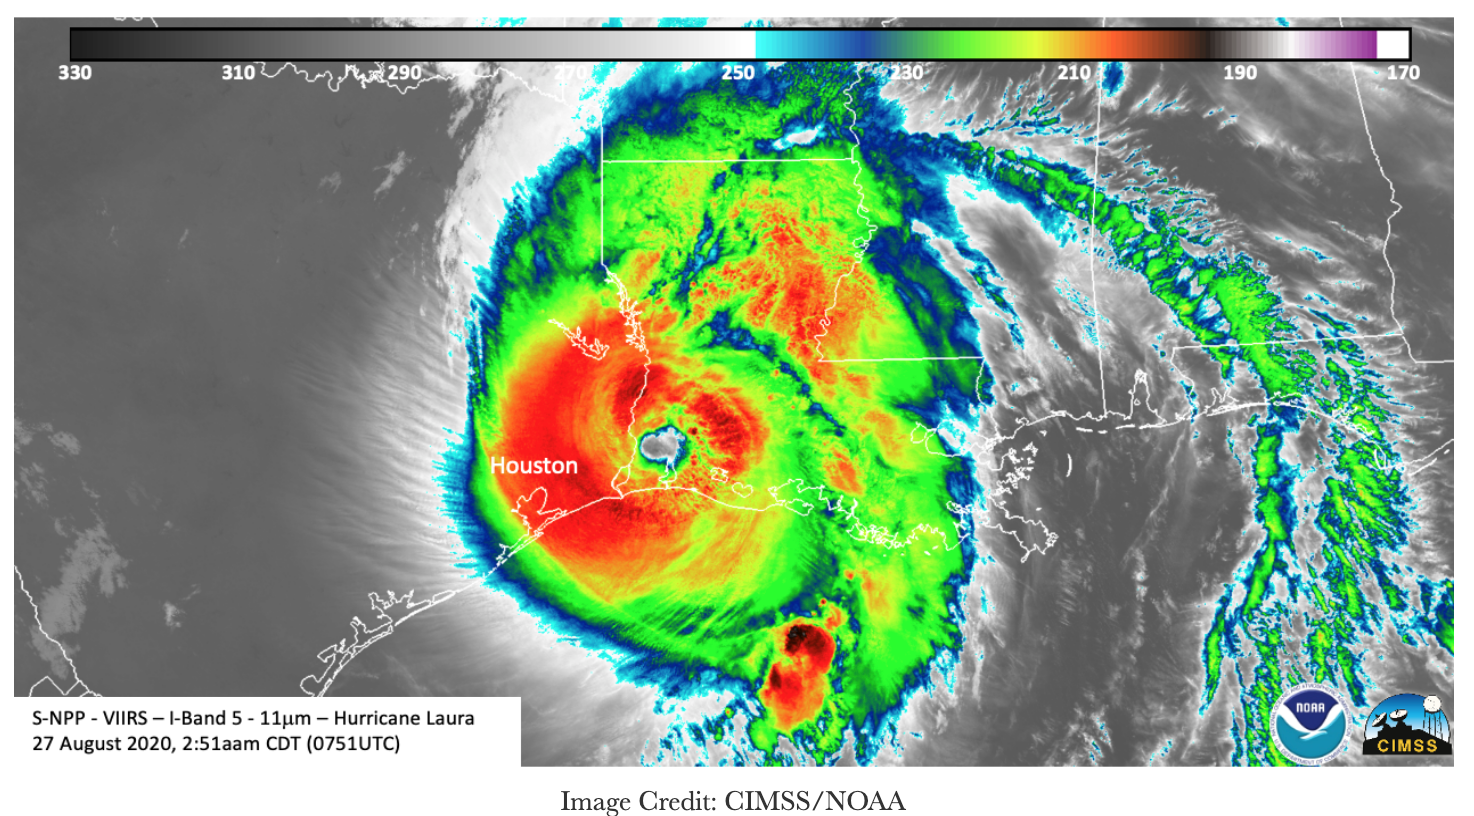 330 310 290 270 250 230 210 190 170
Houston
S-NPP - VIIRS – I-Band 5 - 11µm – Hurricane Laura
27 August 2020, 2:51aam CDT (0751UTC)
NOAA
CIMSS
Image Credit: CIMSS/NOAA